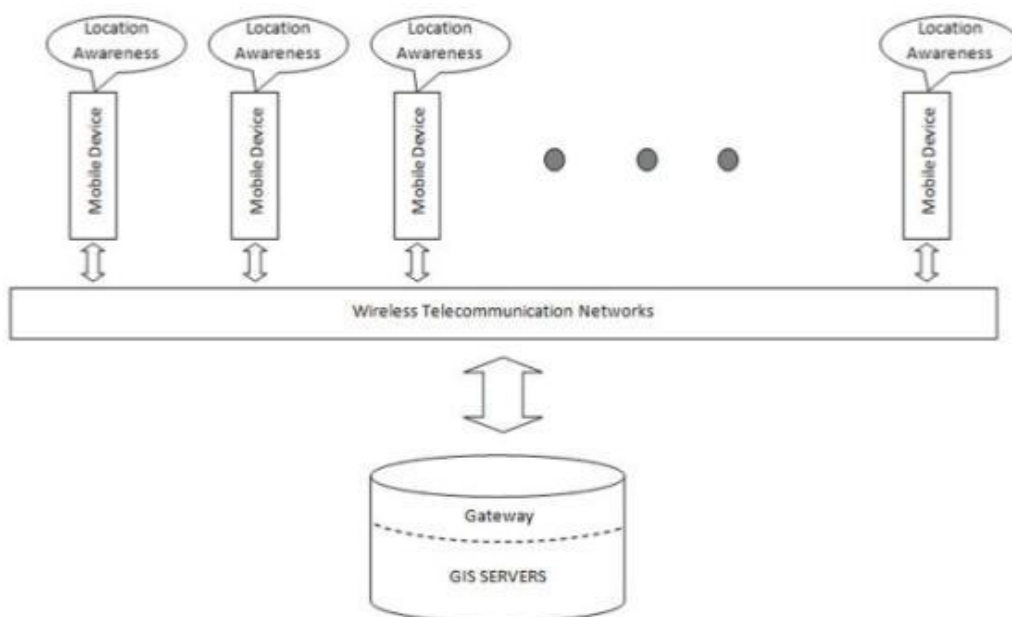 Location
Awareness
Location
Awareness
Location
Awareness
Location
Awareness
Mobile Device
Mobile Device
Mobile Device
Mobile Device
Wireless Telecommunication Networks
Gateway
GIS SERVERS